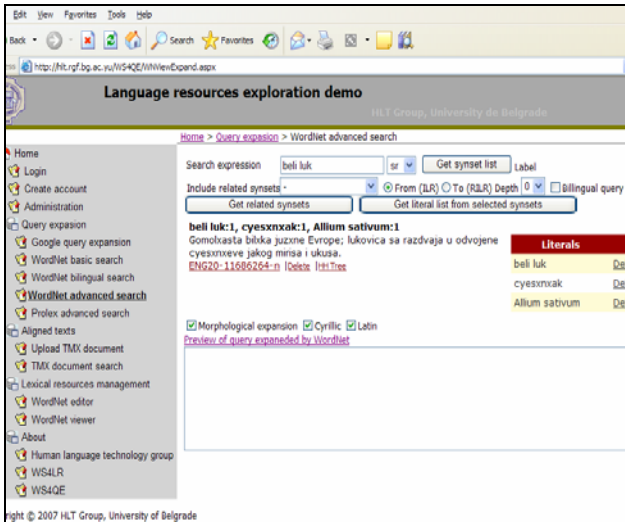 Edit View Favorites Tools Help
Back Search Favorites
http://hlt.rgf.bg.ac.yu/WS4QE/WNViewExpand.aspx
Language resources exploration demo
HLT Group, University de Belgrade
Home > Query expasion > WordNet advanced search
Home
Login
Create account
Administration
Query expasion
Google query expansion
WordNet basic search
WordNet bilingual search
WordNet advanced search
Prolex advanced search
Aligned texts
Upload TMX document
TMX document search
Lexical resources management
WordNet editor
WordNet viewer
About
Human language technology group
WS4LR
WS4QE
Search expression beli luk sr Get synset list Label
Include related synsets - From (ILR) To (RILR) Depth 0 Bilingual query
Get related synsets Get literal list from selected synsets
beli luk:1, cyesxnxak:1, Allium sativum:1
Gomolxasta bilxka juzxne Evrope; lukovica sa razdvaja u odvojene
cyesxnxeve jakog mirisa i ukusa.
ENG20-11686264-n |Delete |HH Tree
Literals
beli luk De
cyesxnxak De
Allium sativum De
Morphological expansion Cyrillic Latin
Preview of query expaneded by WordNet
right © 2007 HLT Group, University of Belgrade